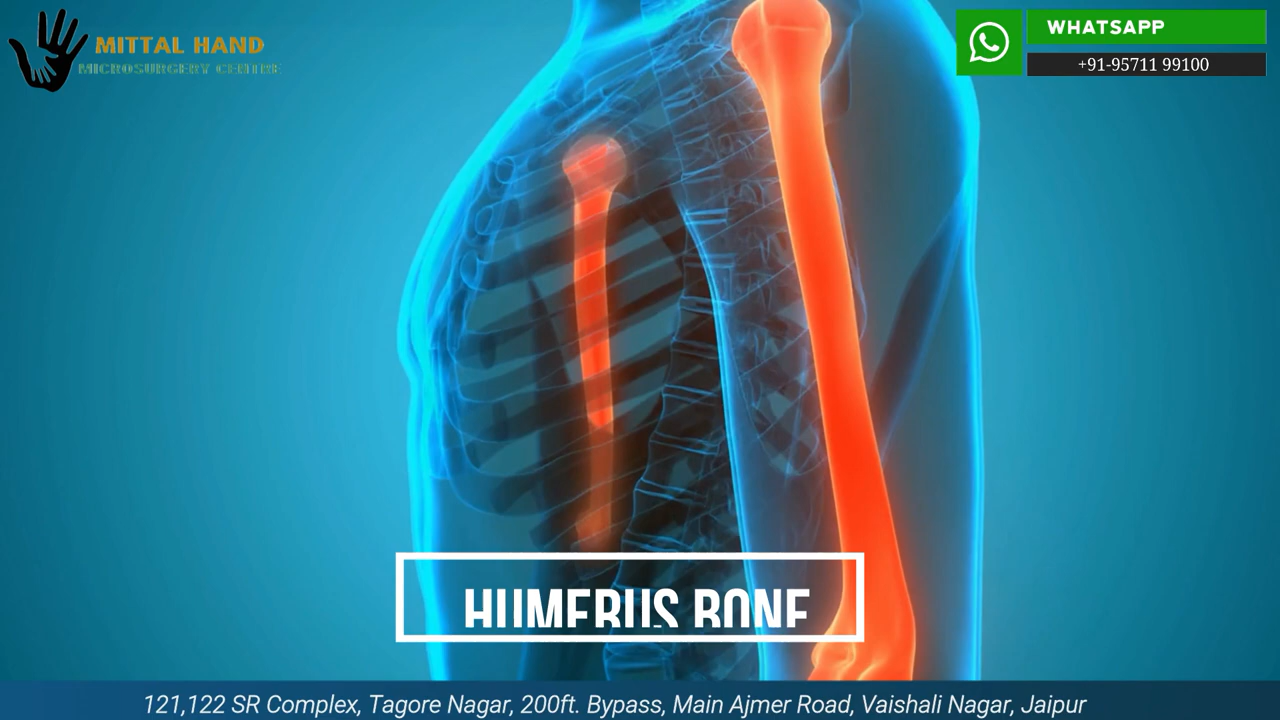 MITTAL HAND
MICROSURGERY CENTRE
WHATSAPP
+91-95711 99100
HUMERUS BONE
121,122 SR Complex, Tagore Nagar, 200ft. Bypass, Main Ajmer Road, Vaishali Nagar, Jaipur